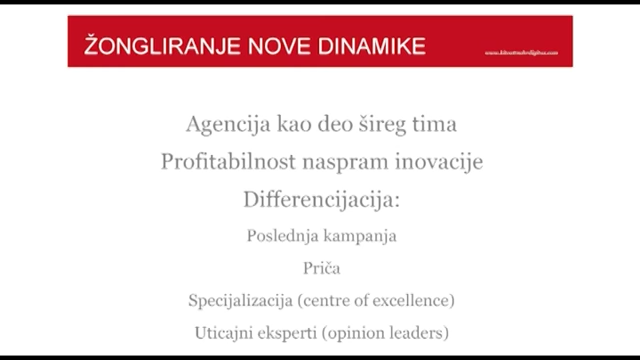 ŽONGLIRANJE NOVE DINAMIKE
Agencija kao deo šireg tima
Profitabilnost naspram inovacije
Differencijacija:
Poslednja kampanja
Priča
Specijalizacija (centre of excellence)
Uticajni eksperti (opinion leaders)